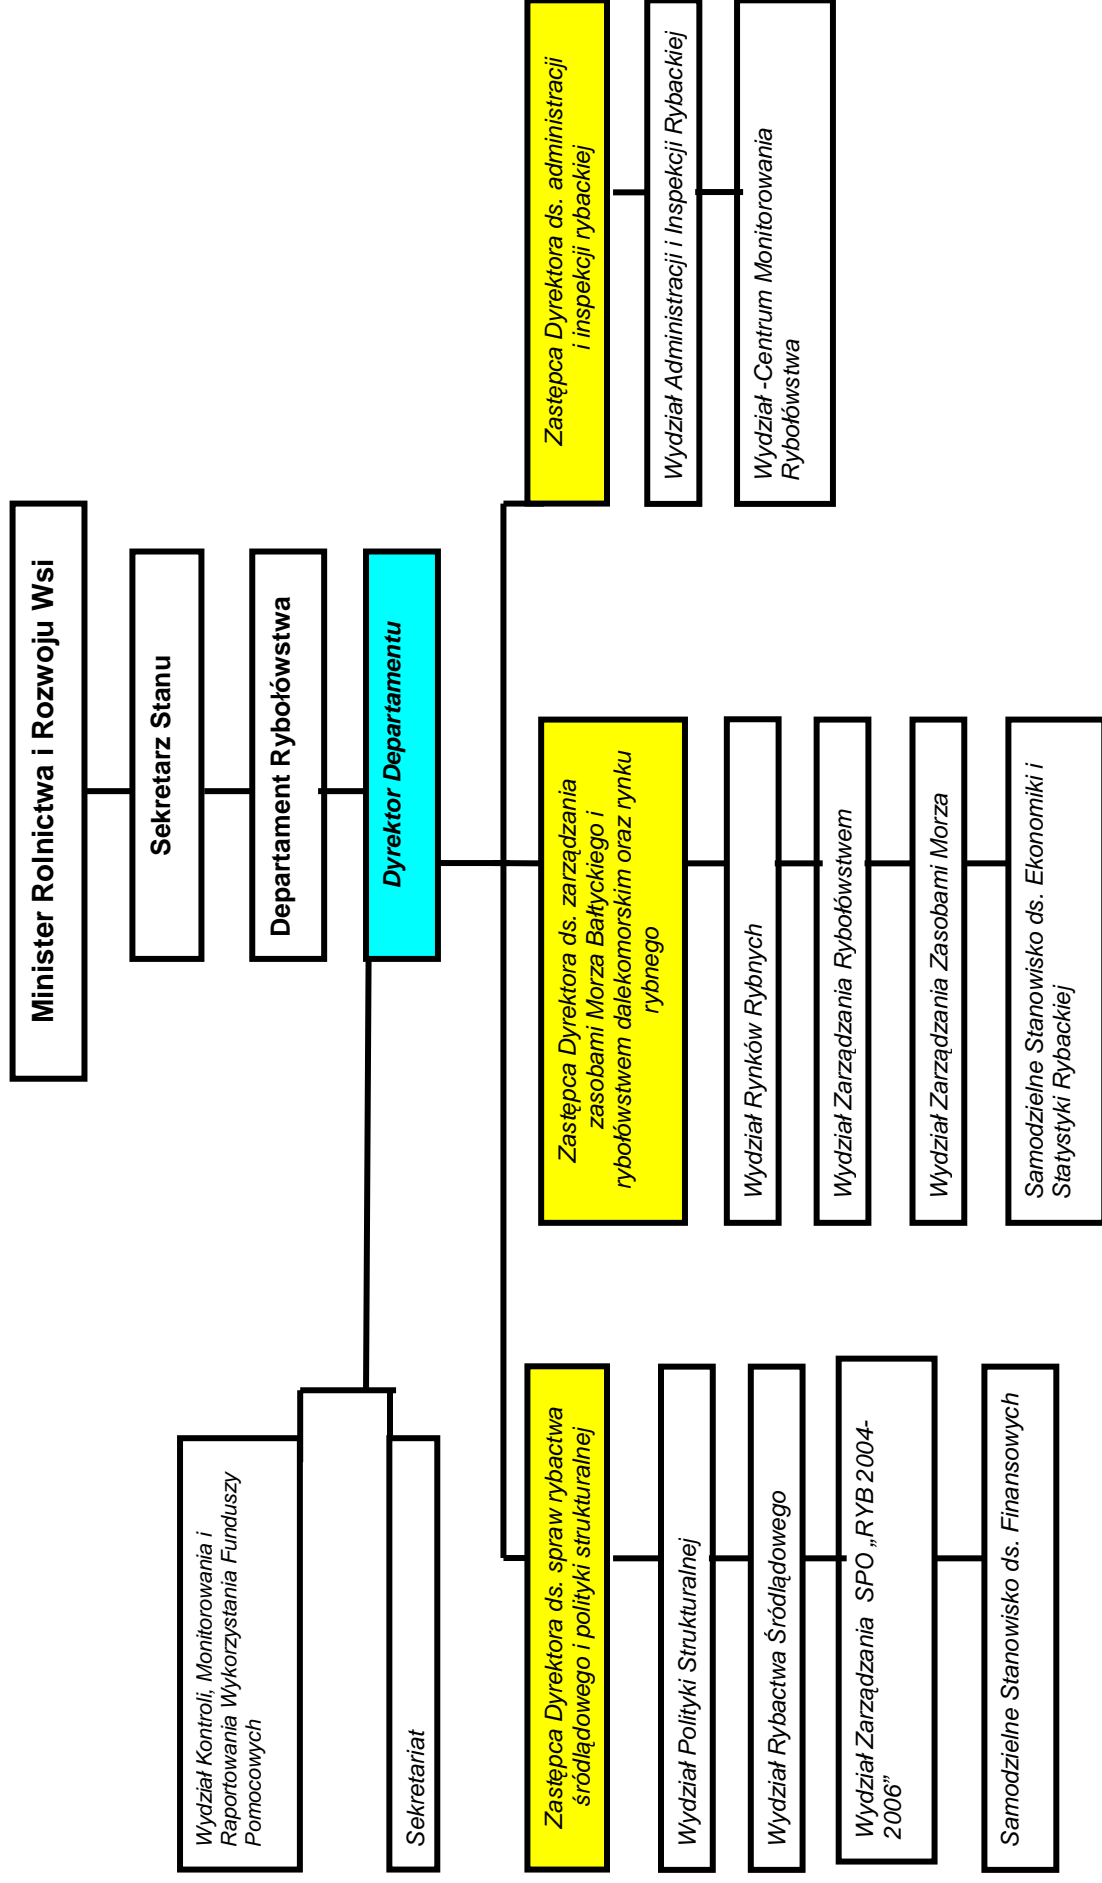 Minister Rolnictwa i Rozwoju Wsi
Sekretarz Stanu
Departament Rybołówstwa
Dyrektor Departamentu
Wydział Kontroli, Monitorowania i
Raportowania Wykorzystania Funduszy
Pomocowych
Sekretariat
Zastępca Dyrektora ds. spraw rybactwa
śródlądowego i polityki strukturalnej
Wydział Polityki Strukturalnej
Wydział Rybactwa Śródlądowego
Wydział Zarządzania SPO „RYB 2004-
2006”
Samodzielne Stanowisko ds. Finansowych
Zastępca Dyrektora ds. zarządzania
zasobami Morza Bałtyckiego i
rybołówstwem dalekomorskim oraz rynku
rybnego
Wydział Rynków Rybnych
Wydział Zarządzania Rybołówstwem
Wydział Zarządzania Zasobami Morza
Samodzielne Stanowisko ds. Ekonomiki i
Statystyki Rybackiej
Zastępca Dyrektora ds. administracji
i inspekcji rybackiej
Wydział Administracji i Inspekcji Rybackiej
Wydział -Centrum Monitorowania
Rybołówstwa